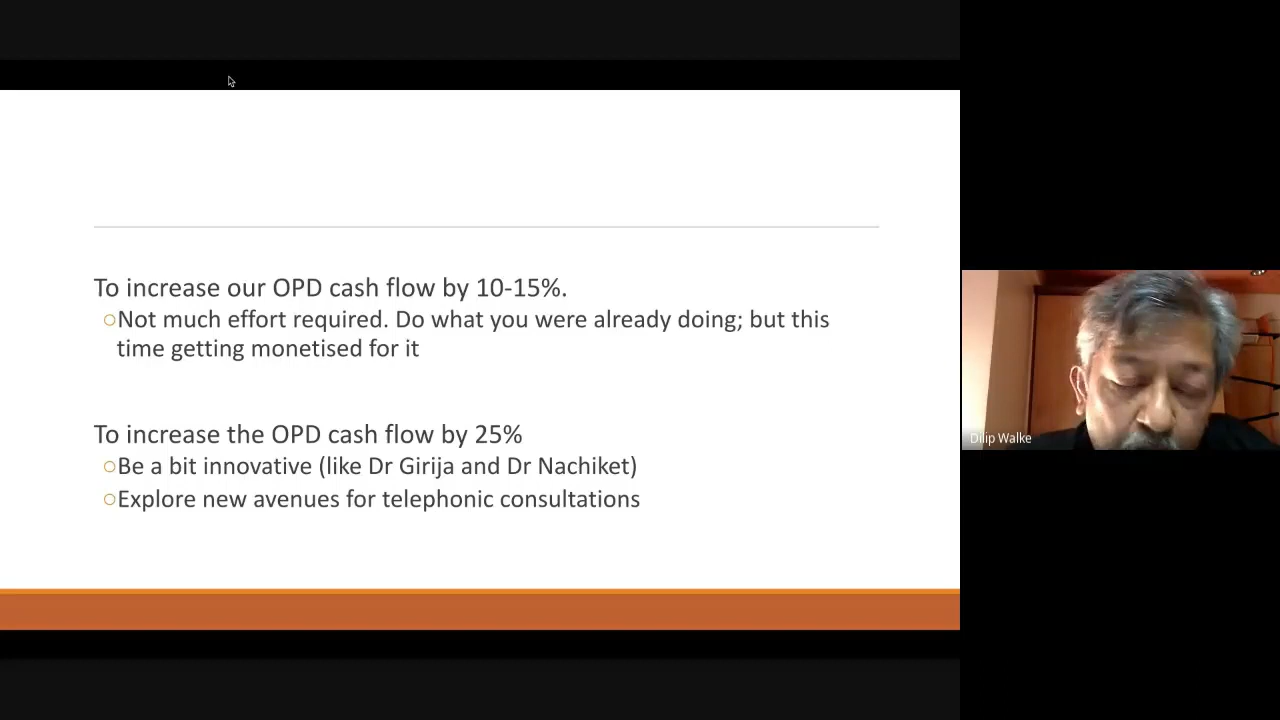 To increase our OPD cash flow by 10-15%.
○Not much effort required. Do what you were already doing; but this
time getting monetised for it
To increase the OPD cash flow by 25%
○Be a bit innovative (like Dr Girija and Dr Nachiket)
○Explore new avenues for telephonic consultations
Dilip Walke